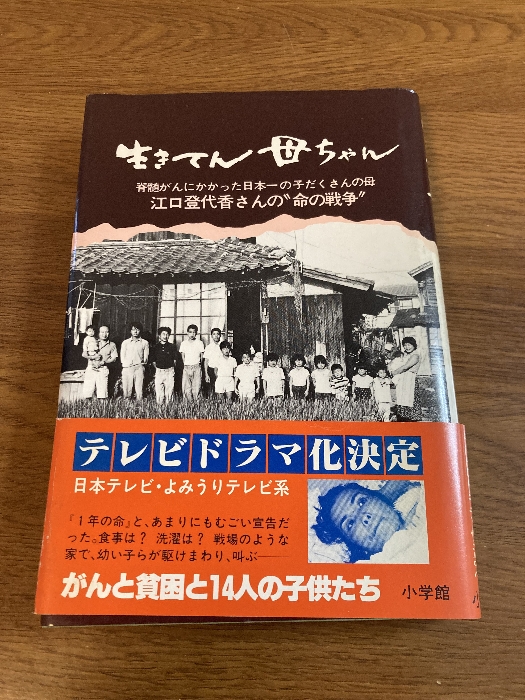 生きてん 母ちゃん
脊髄がんにかかった日本一の子だくさんの母
江口登代香さんの〝命の戦争〟
テレビドラマ化決定
日本テレビ・よみうりテレビ系
『1年の命』と、あまりにもむごい宣告だ
った。食事は? 洗濯は? 戦場のような
家で、幼い子らが駆けまわり、叫ぶ——
がんと貧困と14人の子供たち
小学館